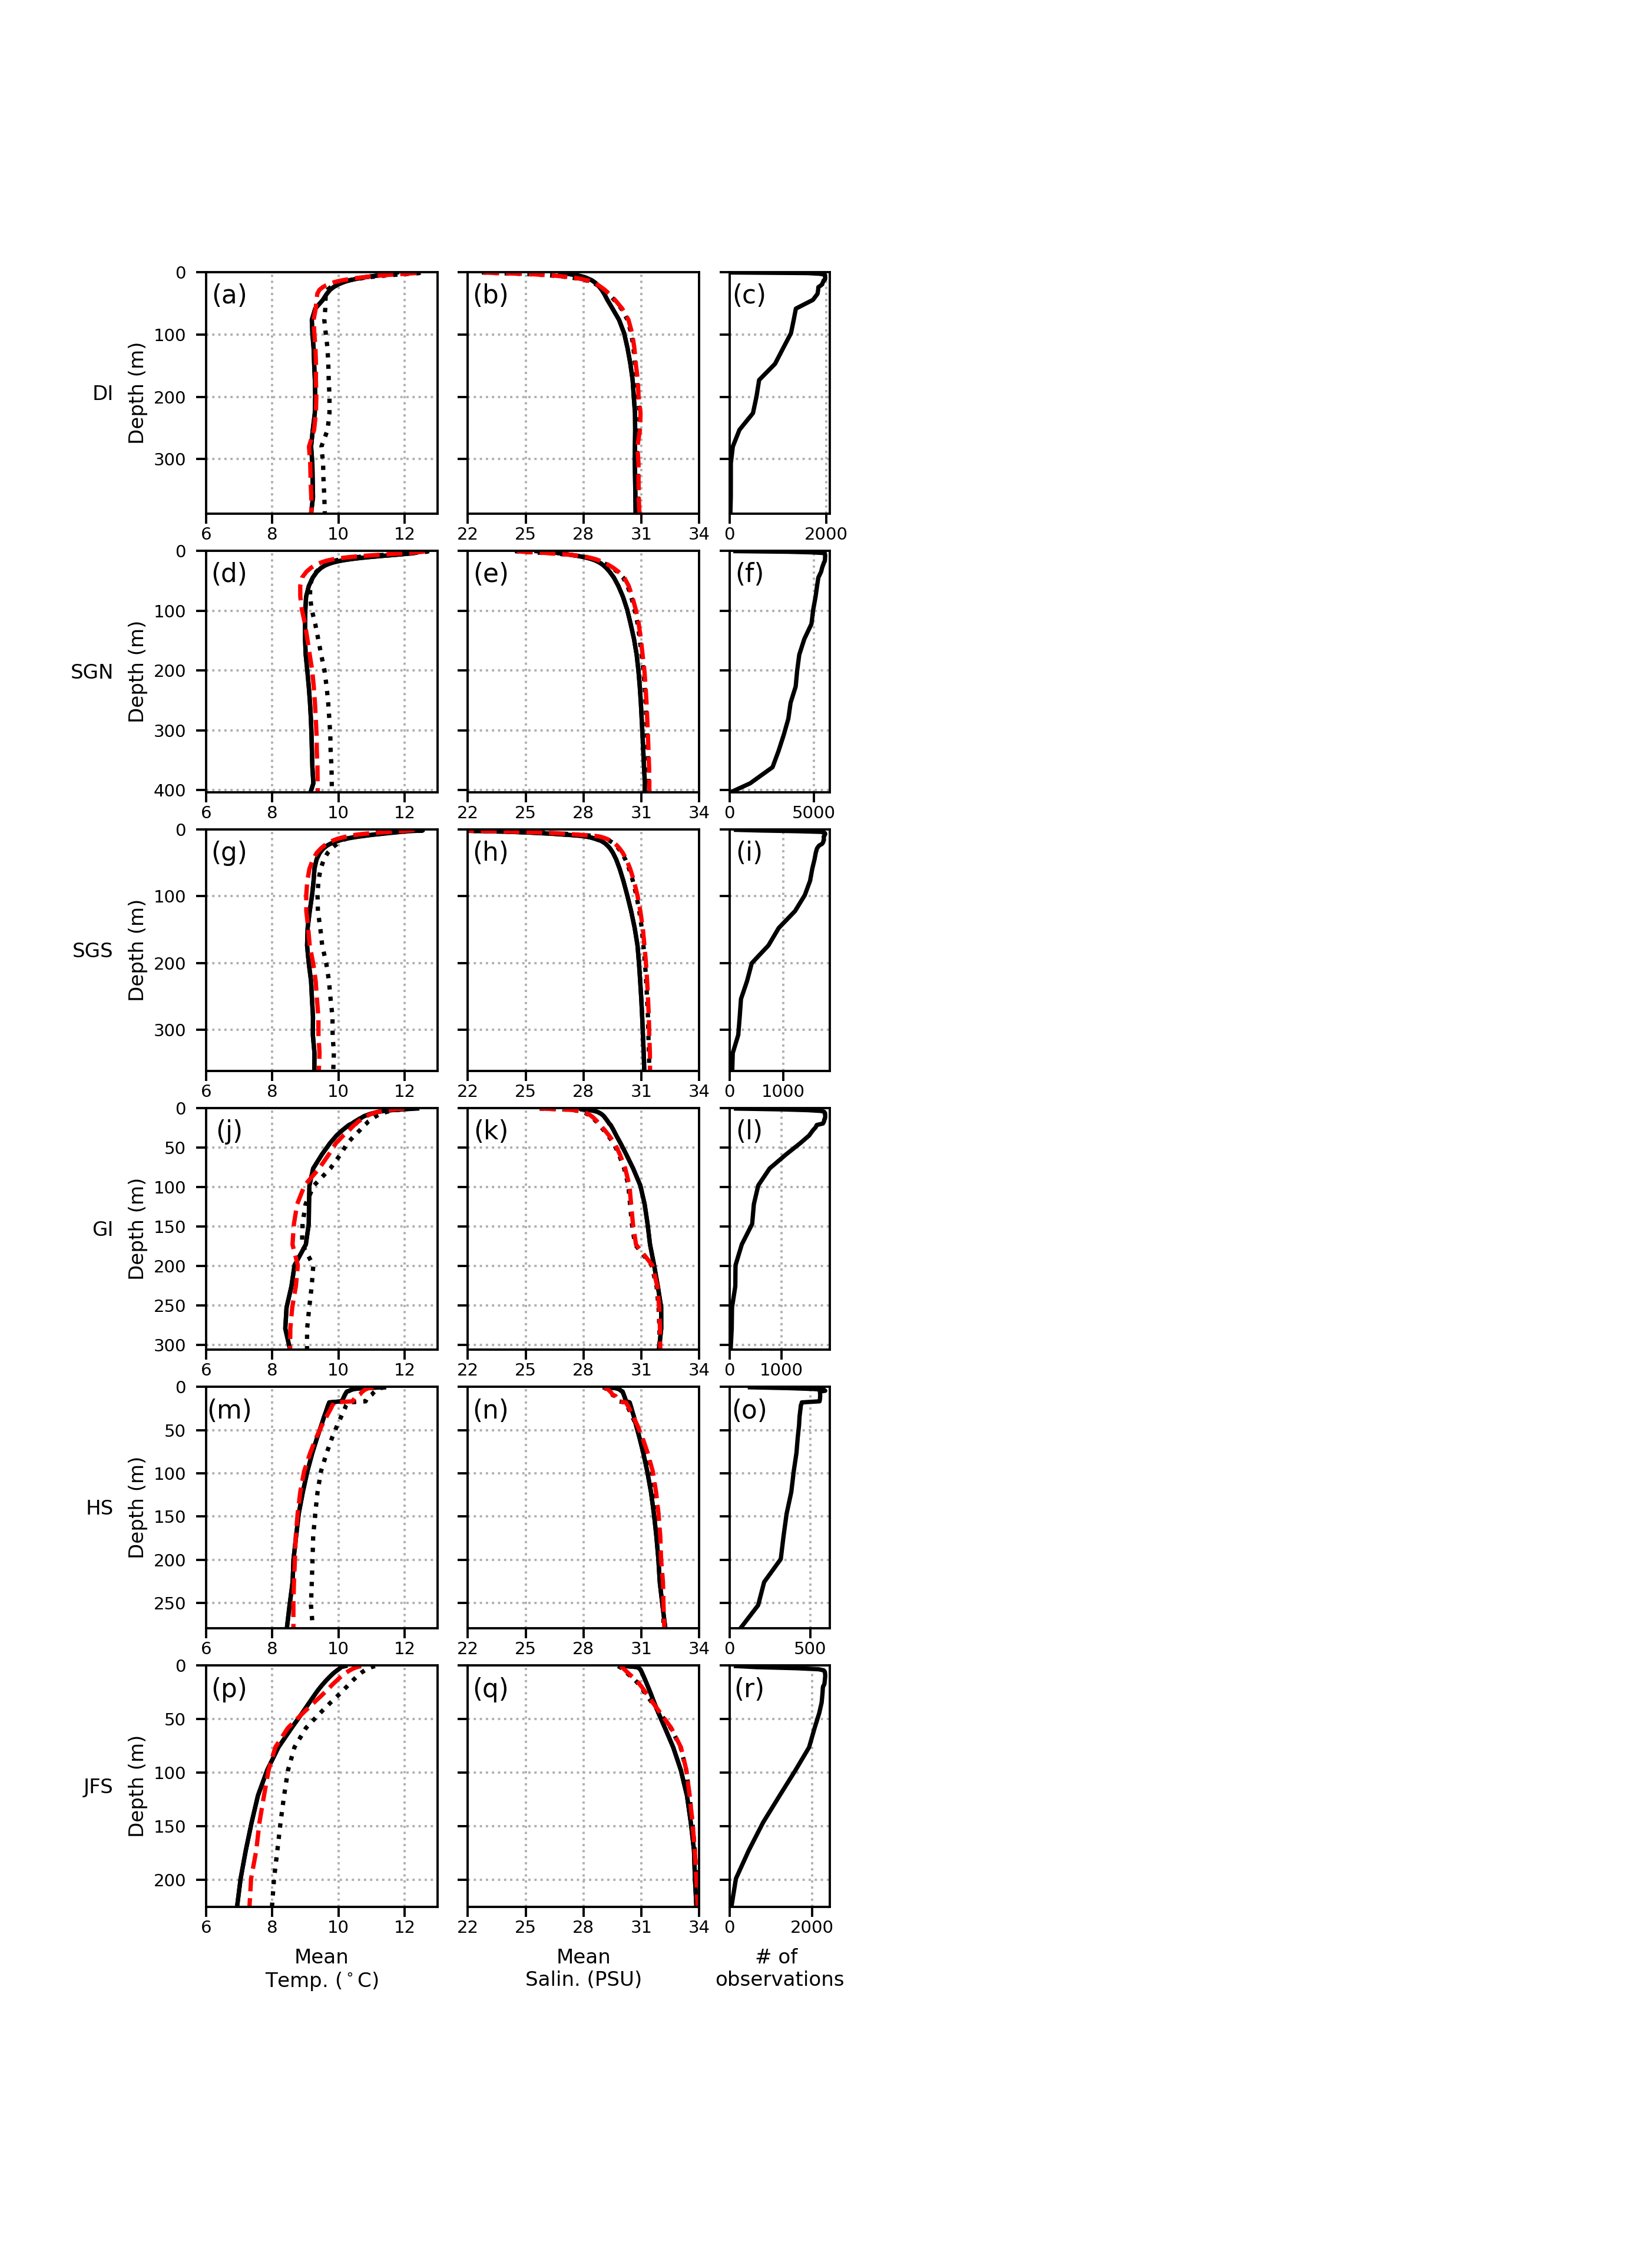 0
100
200
300
Depth (m)
DI
(a)
(b)
(c)
6 8 10 12
22 25 28 31 34
0 2000
0
100
200
300
400
Depth (m)
SGN
(d)
(e)
(f)
6 8 10 12
22 25 28 31 34
0 5000
0
100
200
300
Depth (m)
SGS
(g)
(h)
(i)
6 8 10 12
22 25 28 31 34
0 1000
0
50
100
150
200
250
300
Depth (m)
GI
(j)
(k)
(l)
6 8 10 12
22 25 28 31 34
0 1000
0
50
100
150
200
250
Depth (m)
HS
(m)
(n)
(o)
6 8 10 12
22 25 28 31 34
0 500
0
50
100
150
200
Depth (m)
JFS
(p)
(q)
(r)
6 8 10 12
22 25 28 31 34
0 2000
Mean
Temp. (°C)
Mean
Salin. (PSU)
# of
observations